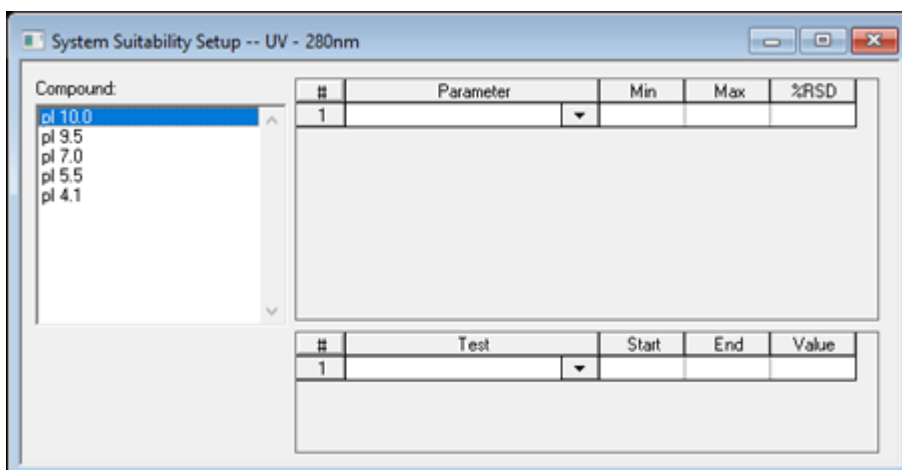 System Suitability Setup -- UV - 280nm
Compound:
pI 10.0
pI 9.5
pI 7.0
pI 5.5
pI 4.1
# Parameter Min Max %RSD
1
# Test Start End Value
1